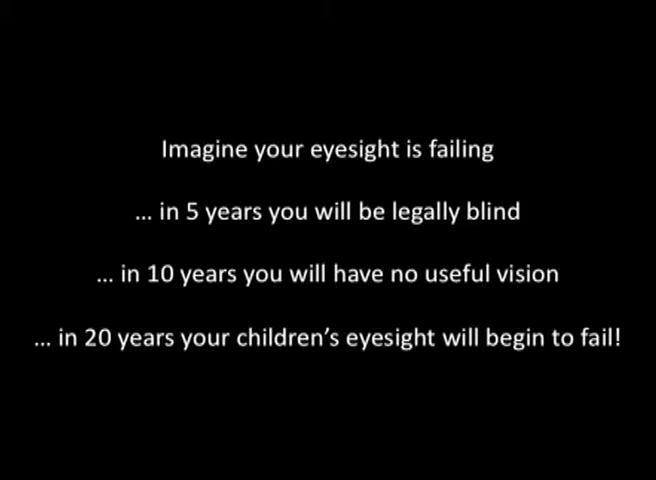 Imagine your eyesight is failing
... in 5 years you will be legally blind
... in 10 years you will have no useful vision
... in 20 years your children's eyesight will begin to fail!